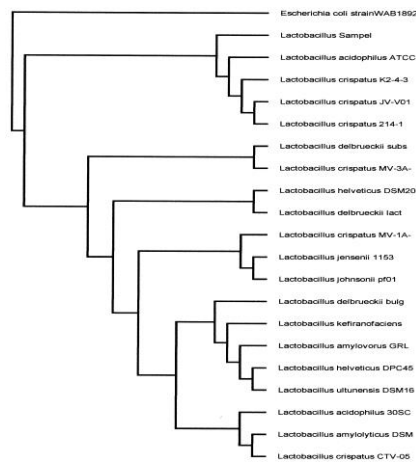 Escherichia coli strainWAB1892
Lactobacillus Sampel
Lactobacillus acidophilus ATCC
Lactobacillus crispatus K2-4-3
Lactobacillus crispatus JV-V01
Lactobacillus crispatus 214-1
Lactobacillus delbrueckii subs
Lactobacillus crispatus MV-3A-
Lactobacillus helveticus DSM20
Lactobacillus delbrueckii lact
Lactobacillus crispatus MV-1A-
Lactobacillus jensenii 1153
Lactobacillus johnsonii pf01
Lactobacillus delbrueckii bulg
Lactobacillus kefiranofaciens
Lactobacillus amylovorus GRL
Lactobacillus helveticus DPC45
Lactobacillus ultunensis DSM16
Lactobacillus acidophilus 30SC
Lactobacillus amylolyticus DSM
Lactobacillus crispatus CTV-05